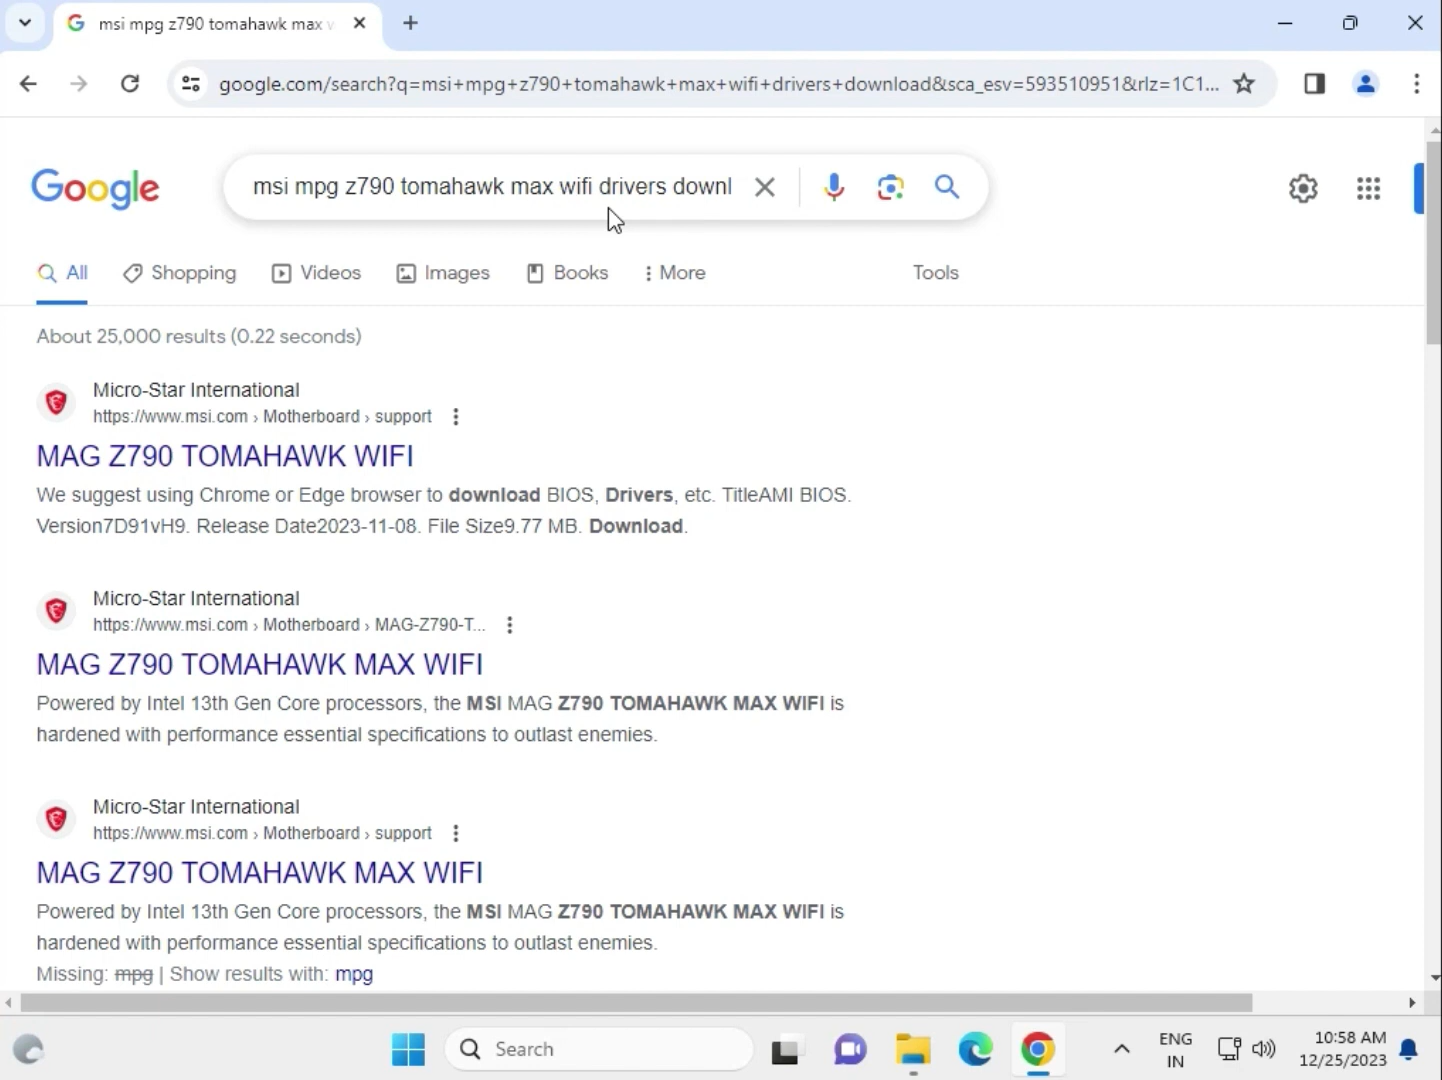 msi mpg z790 tomahawk max w
google.com/search?q=msi+mpg+z790+tomahawk+max+wifi+drivers+download&sca_esv=593510951&rlz=1C1...
Google
msi mpg z790 tomahawk max wifi drivers downl
All Shopping Videos Images Books More Tools
About 25,000 results (0.22 seconds)
Micro-Star International
https://www.msi.com › Motherboard › support
MAG Z790 TOMAHAWK WIFI
We suggest using Chrome or Edge browser to download BIOS, Drivers, etc. TitleAMI BIOS.
Version7D91vH9. Release Date2023-11-08. File Size9.77 MB. Download.
Micro-Star International
https://www.msi.com › Motherboard › MAG-Z790-T...
MAG Z790 TOMAHAWK MAX WIFI
Powered by Intel 13th Gen Core processors, the MSI MAG Z790 TOMAHAWK MAX WIFI is
hardened with performance essential specifications to outlast enemies.
Micro-Star International
https://www.msi.com › Motherboard › support
MAG Z790 TOMAHAWK MAX WIFI
Powered by Intel 13th Gen Core processors, the MSI MAG Z790 TOMAHAWK MAX WIFI is
hardened with performance essential specifications to outlast enemies.
Missing: mpg | Show results with: mpg
Search
ENG
IN
10:58 AM
12/25/2023